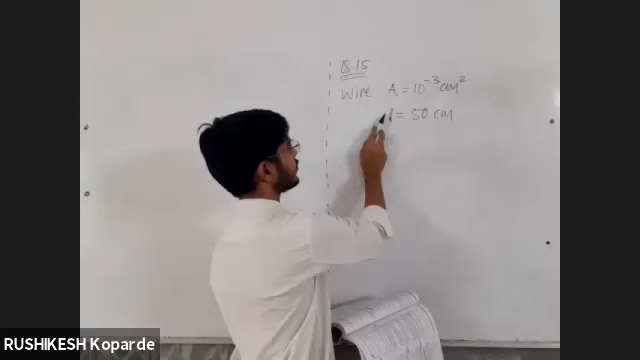 Q.15
Wire A = 10⁻³ cm²
l = 50 cm
RUSHIKESH Koparde